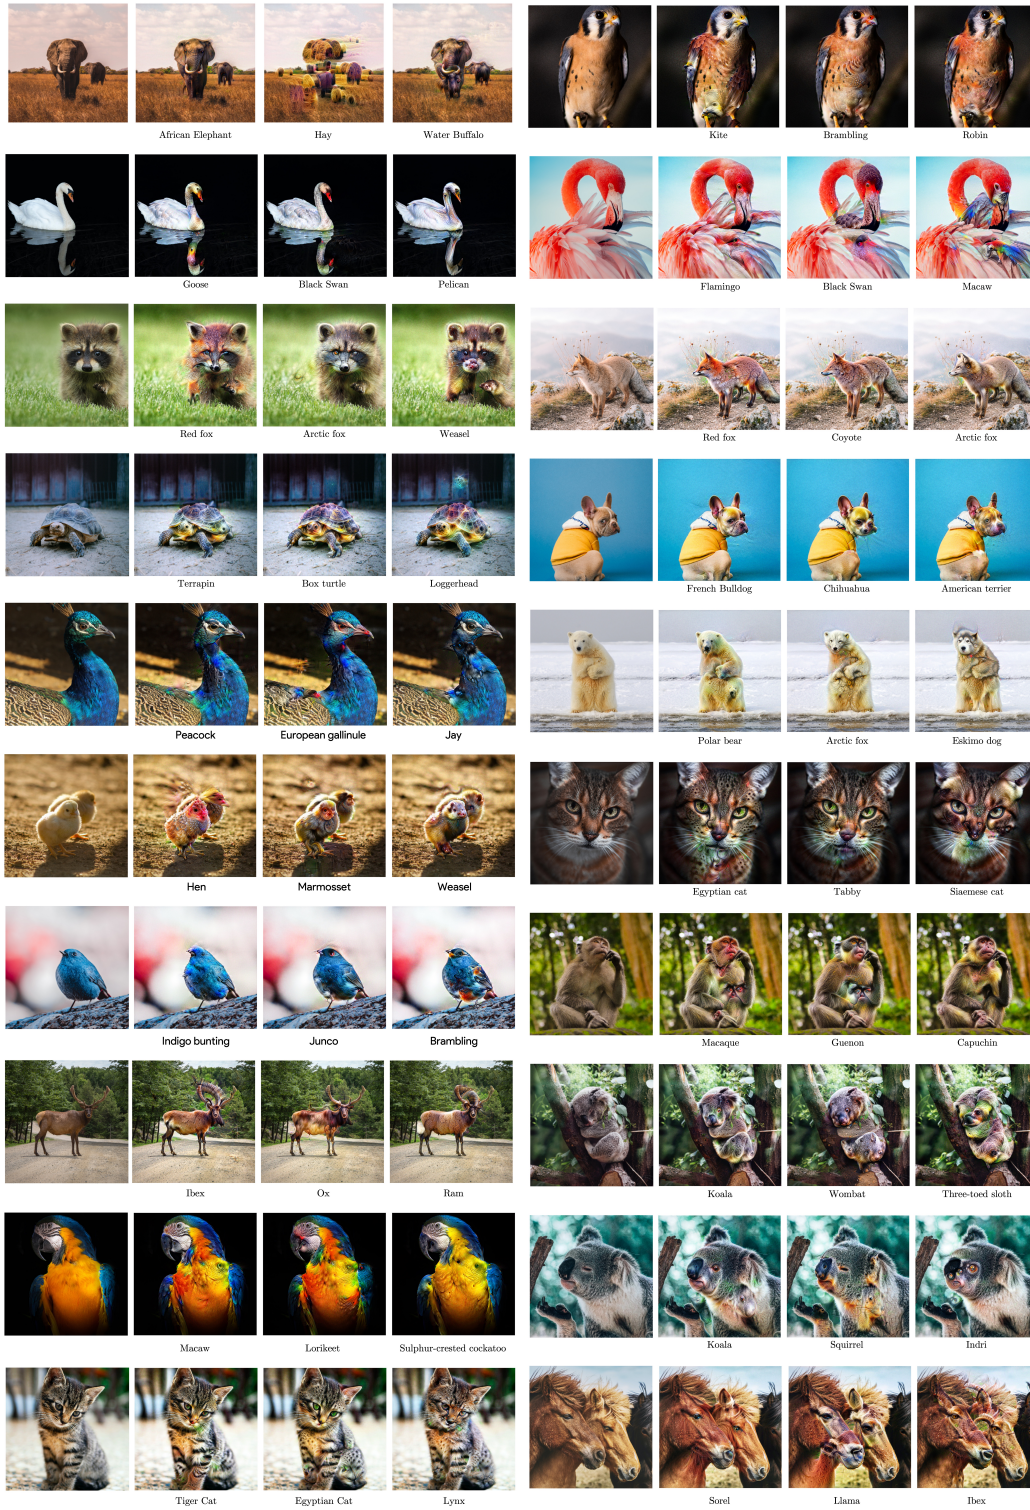 African Elephant
Hay
Water Buffalo
Goose
Black Swan
Pelican
Red fox
Arctic fox
Weasel
Terrapin
Box turtle
Loggerhead
Peacock
European gallinule
Jay
Hen
Marmosset
Weasel
Indigo bunting
Junco
Brambling
Ibex
Ox
Ram
Macaw
Lorikeet
Sulphur-crested cockatoo
Tiger Cat
Egyptian Cat
Lynx
Kite
Brambling
Robin
Flamingo
Black Swan
Macaw
Red fox
Coyote
Arctic fox
French Bulldog
Chihuahua
American terrier
Polar bear
Arctic fox
Eskimo dog
Egyptian cat
Tabby
Siaemese cat
Macaque
Guenon
Capuchin
Koala
Wombat
Three-toed sloth
Koala
Squirrel
Indri
Sorel
Llama
Ibex